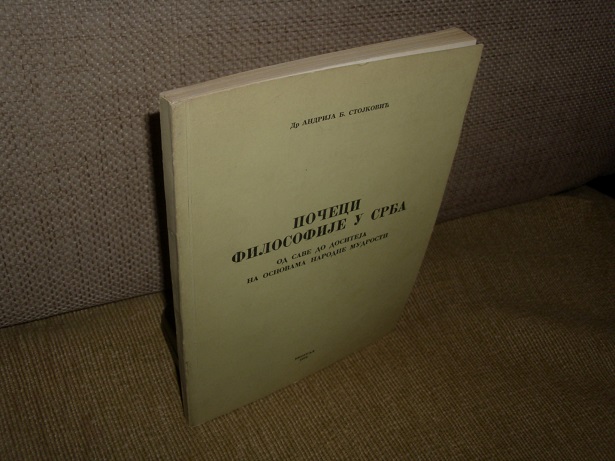 Др АНДРИЈА Б. СТОЈКОВИЋ
ПОЧЕЦИ
ФИЛОСОФИЈЕ У СРБА
ОД САВЕ ДО ДОСИТЕЈА
НА ОСНОВАМА НАРОДНЕ МУДРОСТИ